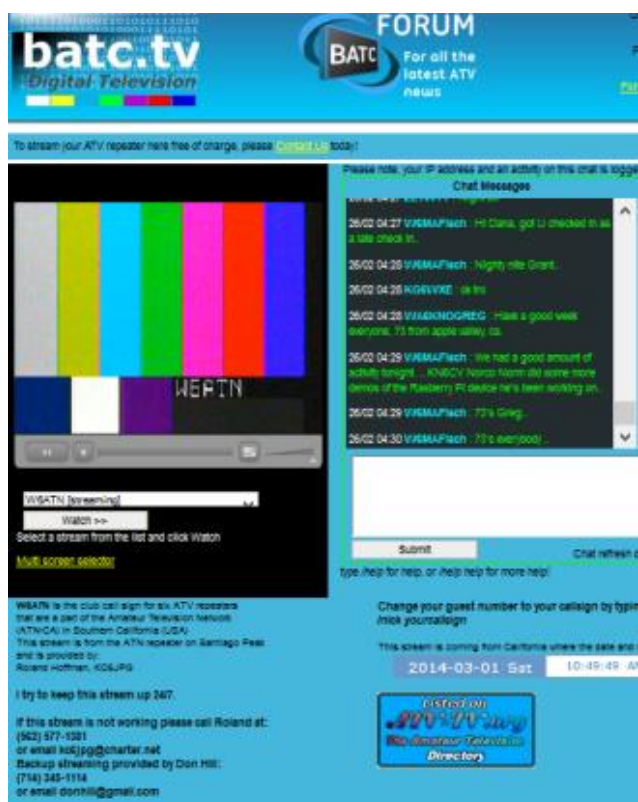 batc.tv
Digital Television
BATC
FORUM
For all the
latest ATV
news
To stream your ATV repeater here free of charge, please Contact Us today!
Please note, your IP address and all activity on this chat is logge
Chat Messages
26/02 04:27 W6MAFlach : Hi Dana, got U checked in as
a late check in..
26/02 04:28 W6MAFlach : Nighty nite Grant..
26/02 04:28 KG6VXE : ok tnx
26/02 04:28 : Have a good week
everyone, 73 from apple valley, ca.
26/02 04:29 W6MAFlach : We had a good amount of
activity tonight ... KN6CV Norco Norm did some more
demos of the Rasberry Pi device he's been working on..
26/02 04:29 W6MAFlach : 73's Greg..
26/02 04:30 W6MAFlach : 73's everybody ..
W6ATN
W6ATN [streaming]
Watch >>
Select a stream from the list and click Watch
Multi screen selector
Submit
Chat refresh
type /help for help, or /help help for more help!
W6ATN is the club call sign for six ATV repeaters
that are a part of the Amateur Television Network
(ATN-CA) in Southern California (USA)
This stream is from the ATN repeater on Santiago Peak
and is provided by:
Roland Hoffman, KC6JPG
I try to keep this stream up 24/7.
If this stream is not working please call Roland at:
(562) 577-1381
or email kc6jpg@charter.net
Backup streaming provided by Don Hill:
(714) 345-1114
or email donhill@gmail.com
Change your guest number to your callsign by typin
/nick yourcallsign
This stream is coming from California where the date and
2014-03-01 Sat 10:49:49 AM
Listed on
The Amateur Television
Directory